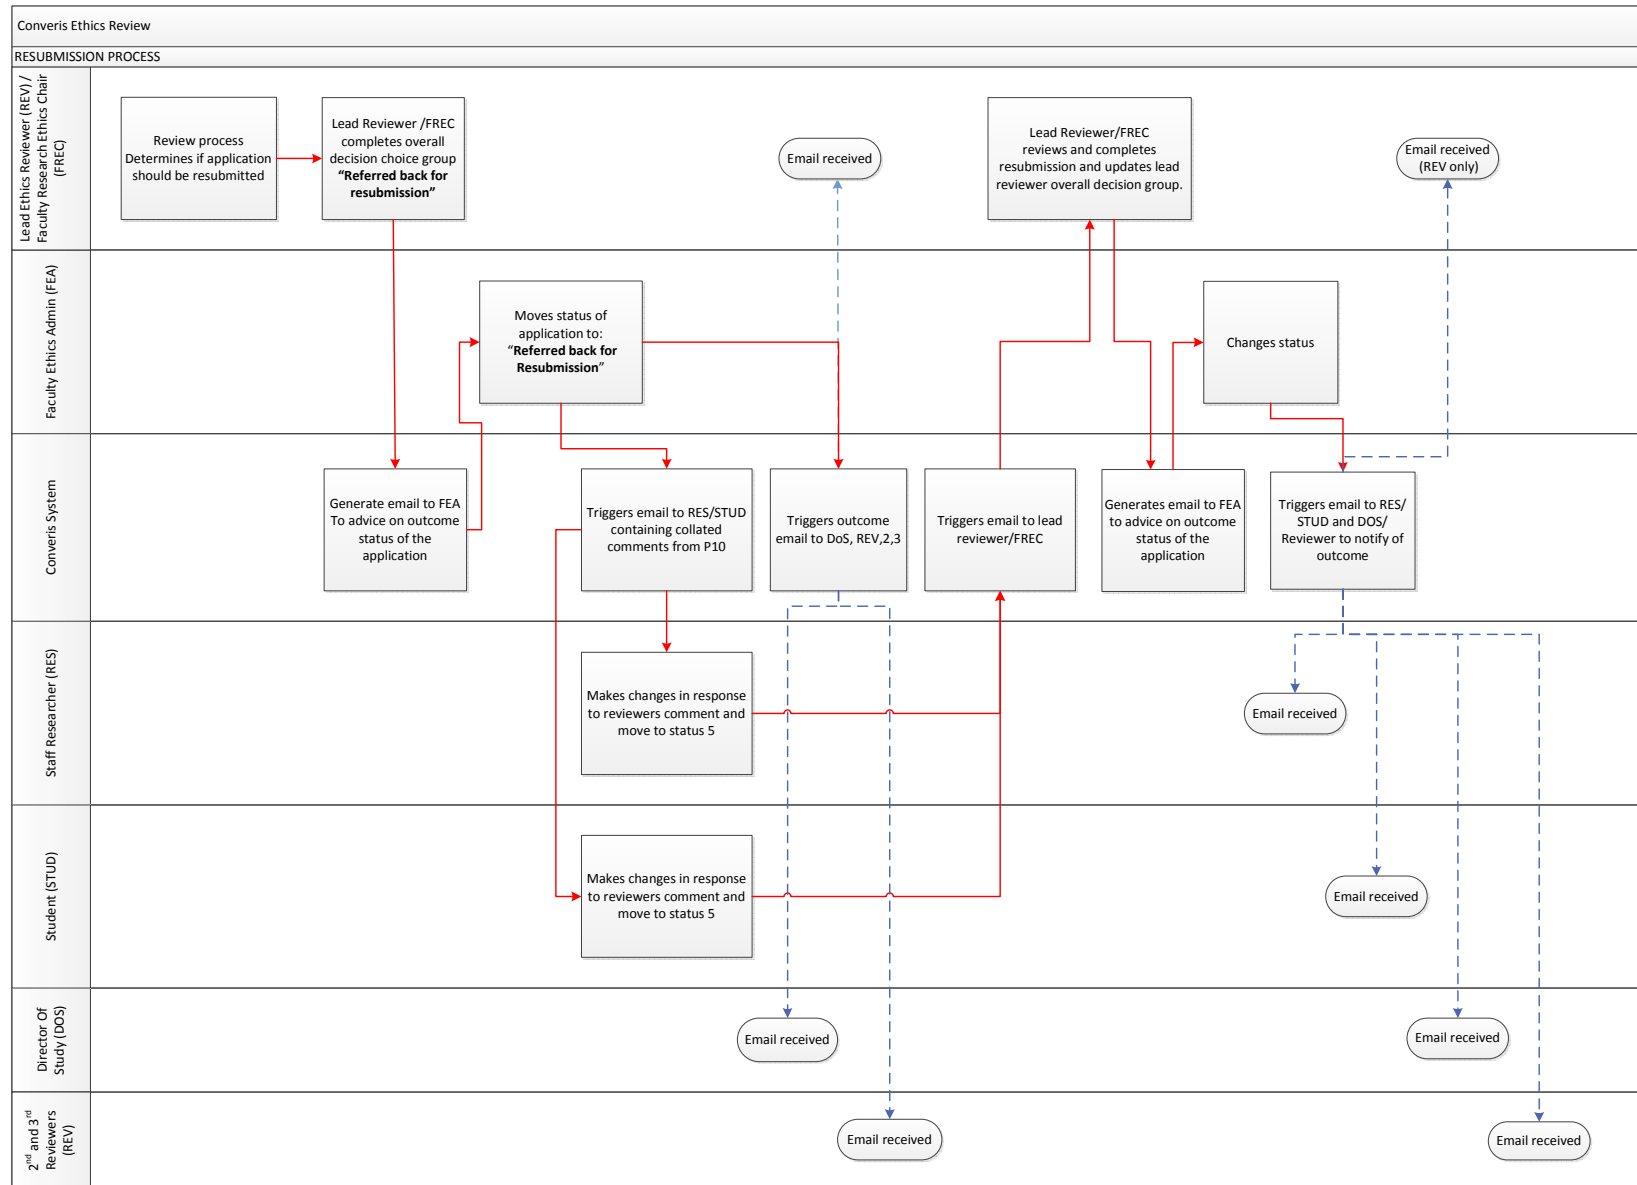 Converis Ethics Review
RESUBMISSION PROCESS
Lead Ethics Reviewer (REV) /
Faculty Research Ethics Chair
(FREC)
Review process
Determines if application
should be resubmitted
Lead Reviewer /FREC
completes overall
decision choice group
“Referred back for
resubmission”
Email received
Lead Reviewer/FREC
reviews and completes
resubmission and updates lead
reviewer overall decision group.
Email received
(REV only)
Faculty Ethics Admin (FEA)
Moves status of
application to:
“Referred back for
Resubmission”
Changes status
Converis System
Generate email to FEA
To advice on outcome
status of the
application
Triggers email to RES/STUD
containing collated
comments from P10
Triggers outcome
email to DoS, REV,2,3
Triggers email to lead
reviewer/FREC
Generates email to FEA
to advice on outcome
status of the
application
Triggers email to RES/
STUD and DOS/
Reviewer to notify of
outcome
Staff Researcher (RES)
Makes changes in response
to reviewers comment and
move to status 5
Email received
Student (STUD)
Makes changes in response
to reviewers comment and
move to status 5
Email received
Director Of
Study (DOS)
Email received
Email received
2nd and 3rd
Reviewers
(REV)
Email received
Email received